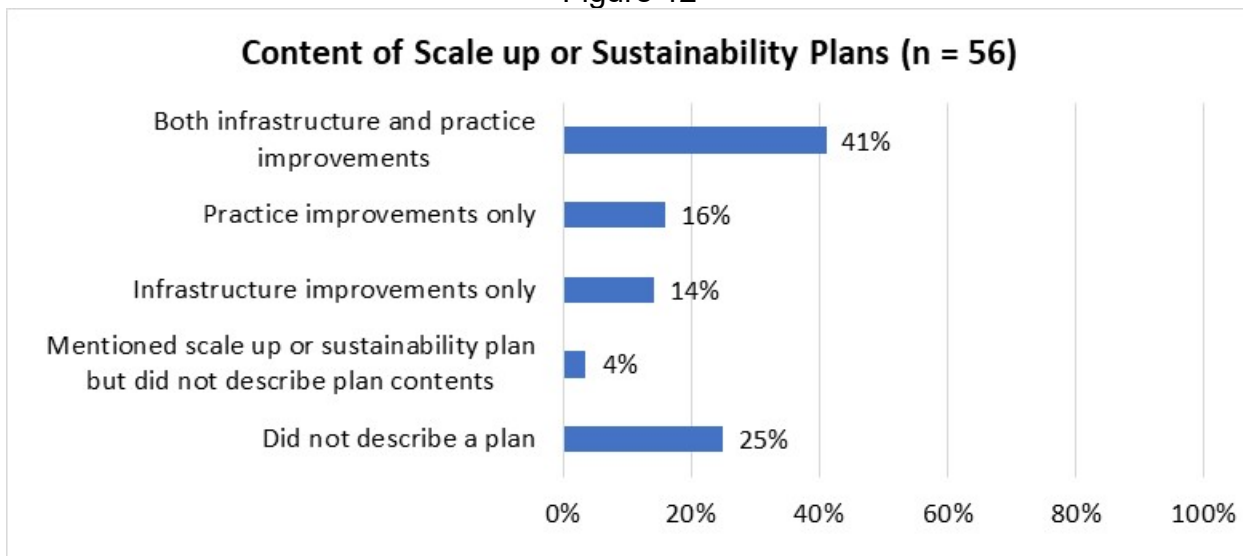 Figure 12
Content of Scale up or Sustainability Plans (n = 56)
Both infrastructure and practice
improvements
41%
Practice improvements only
16%
Infrastructure improvements only
14%
Mentioned scale up or sustainability plan
but did not describe plan contents
4%
Did not describe a plan
25%
0% 20% 40% 60% 80% 100%